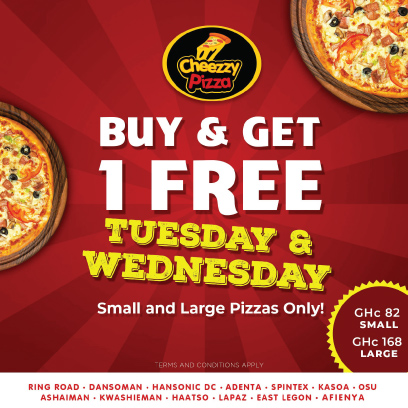 Cheezzy
Pizza
BUY & GET
1 FREE
TUESDAY &
WEDNESDAY
Small and Large Pizzas Only!
GHc 82
SMALL
GHc 168
LARGE
TERMS AND CONDITIONS APPLY
RING ROAD • DANSOMAN • HANSONIC DC • ADENTA • SPINTEX • KASOA • OSU
ASHAIMAN • KWASHIEMAN • HAATSO • LAPAZ • EAST LEGON • AFIENYA